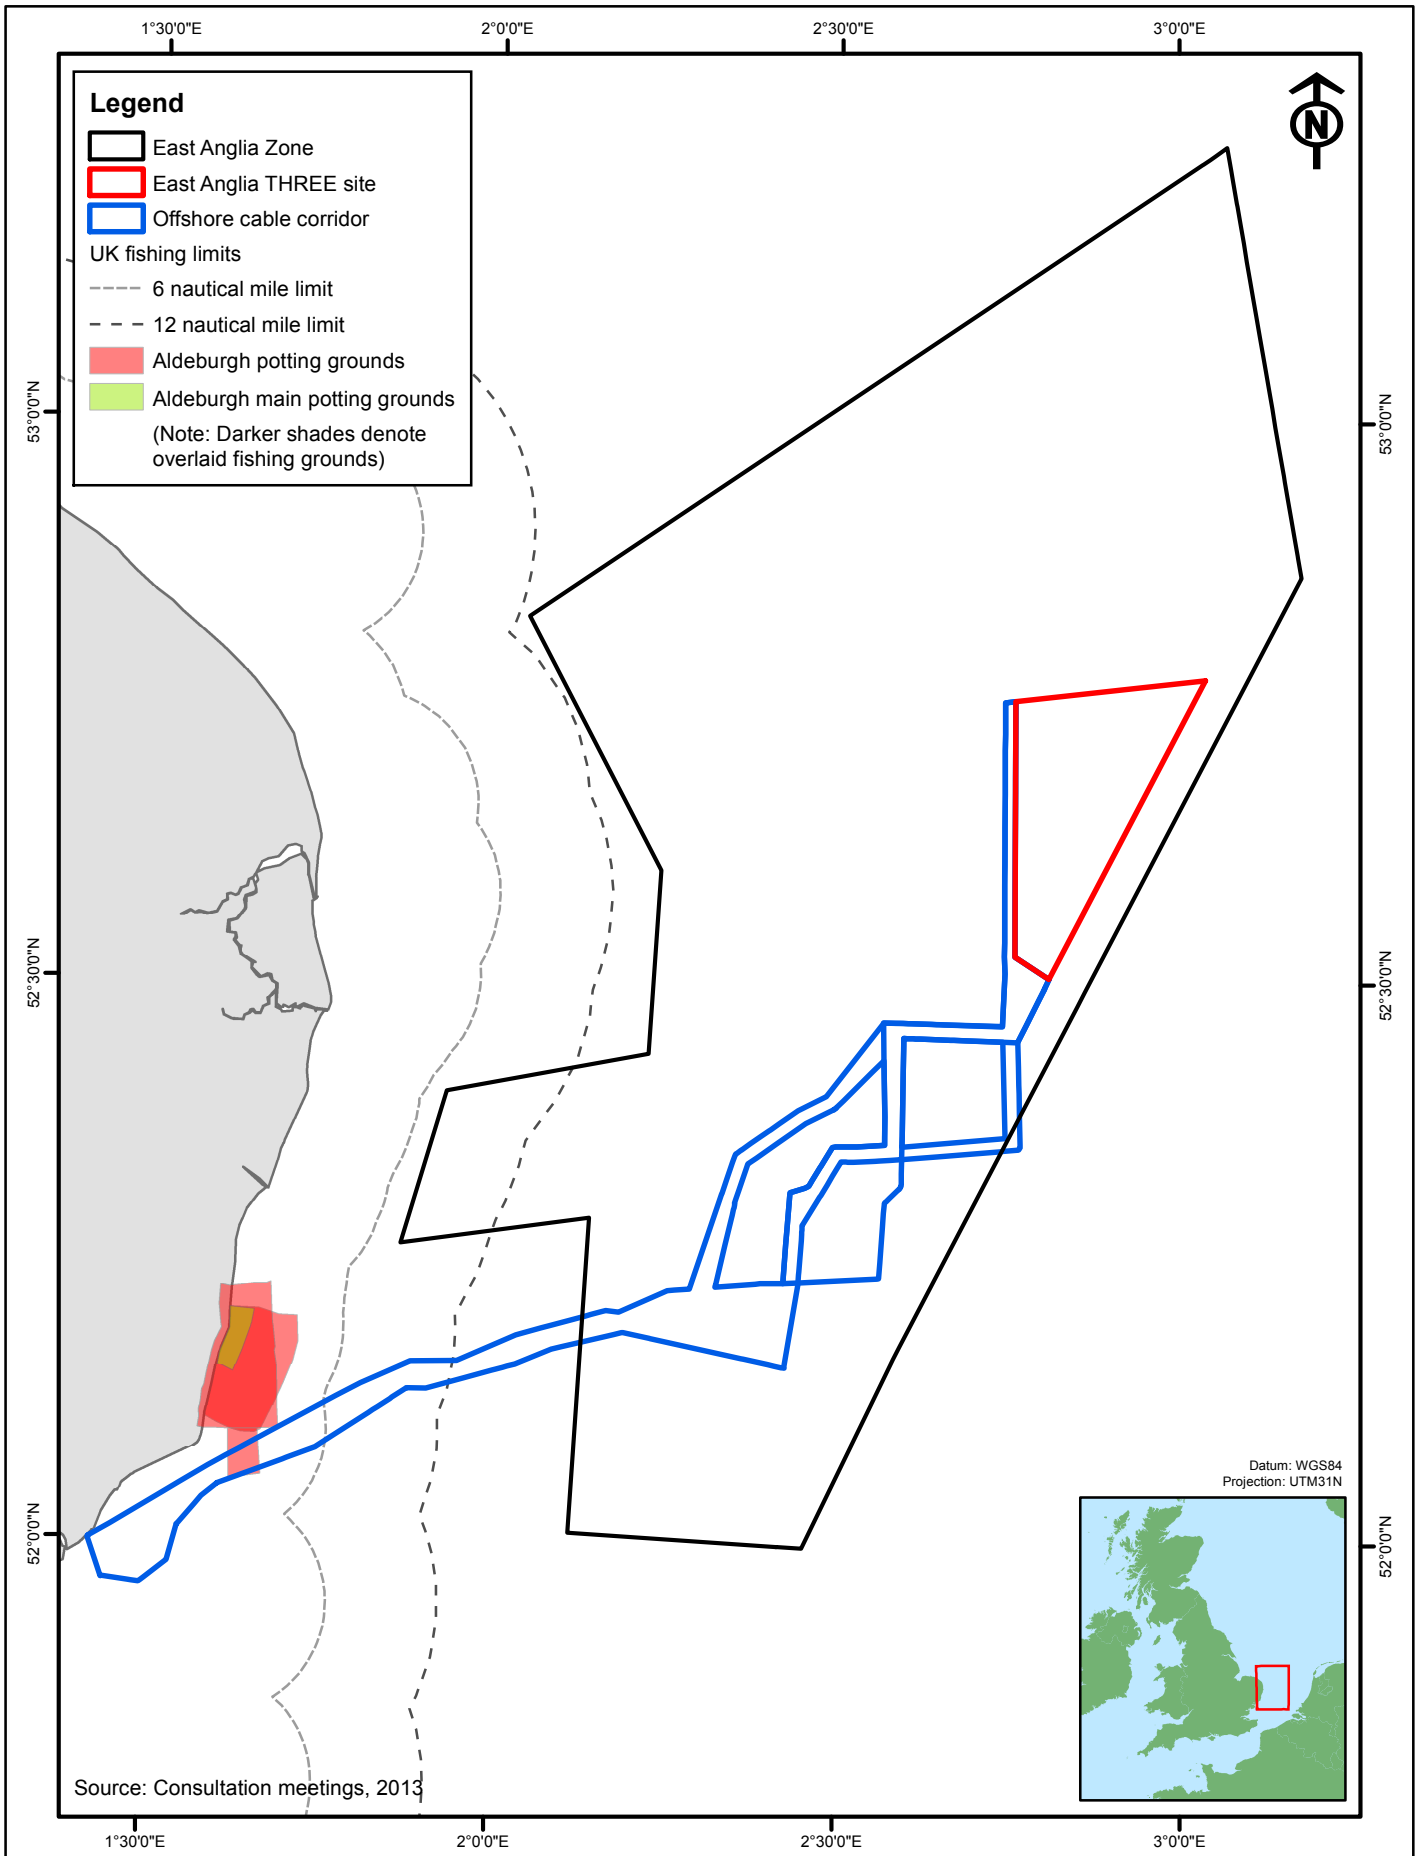 1°30'0"E
2°0'0"E
2°30'0"E
3°0'0"E
Legend
East Anglia Zone
East Anglia THREE site
Offshore cable corridor
UK fishing limits
6 nautical mile limit
12 nautical mile limit
Aldeburgh potting grounds
Aldeburgh main potting grounds
(Note: Darker shades denote
overlaid fishing grounds)
N
53°0'0"N
53°0'0"N
52°30'0"N
52°30'0"N
52°0'0"N
52°0'0"N
Datum: WGS84
Projection: UTM31N
Source: Consultation meetings, 2013
1°30'0"E
2°0'0"E
2°30'0"E
3°0'0"E